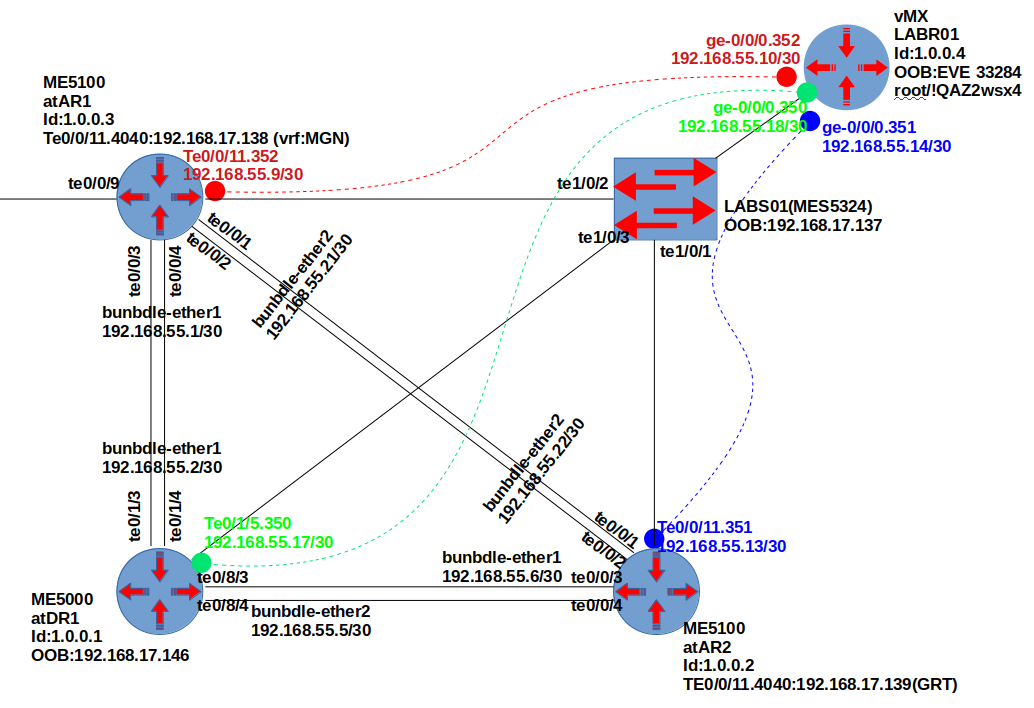 vMX
LABR01
Id:1.0.0.4
OOB:EVE 33284
root/!QAZ2wsx4
ge-0/0/0.352
192.168.55.10/30
ge-0/0/0.350
192.168.55.18/30
ge-0/0/0.351
192.168.55.14/30
ME5100
atAR1
Id:1.0.0.3
Te0/0/11.4040:192.168.17.138 (vrf:MGN)
Te0/0/11.352
192.168.55.9/30
te0/0/9
te1/0/2
te1/0/3
te1/0/1
LABS01(MES5324)
OOB:192.168.17.137
te0/0/1
te0/0/2
te0/0/3
te0/0/4
bunbdle-ether2
192.168.55.21/30
bunbdle-ether1
192.168.55.1/30
bunbdle-ether1
192.168.55.2/30
bunbdle-ether2
192.168.55.22/30
te0/1/3
te0/1/4
Te0/1/5.350
192.168.55.17/30
te0/0/1
te0/0/2
Te0/0/11.351
192.168.55.13/30
te0/8/3
te0/8/4
bunbdle-ether1
192.168.55.6/30
te0/0/3
te0/0/4
bunbdle-ether2
192.168.55.5/30
ME5000
atDR1
Id:1.0.0.1
OOB:192.168.17.146
ME5100
atAR2
Id:1.0.0.2
TE0/0/11.4040:192.168.17.139(GRT)